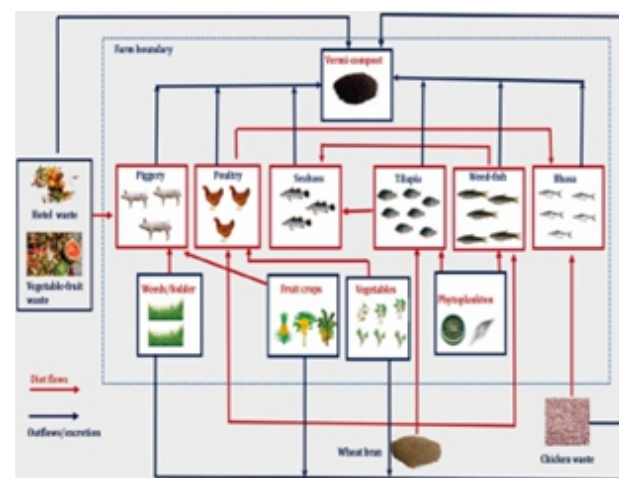 Farm boundary
Vermi-compost
Piggery
Poultry
Seabass
Tilapia
Weed-fish
Bhasa
Hotel waste
Vegetable-fruit
waste
Weeds/fodder
Fruit crops
Vegetables
Phytoplankton
Diat flows
Outflows/excretion
Wheat bran
Chicken waste